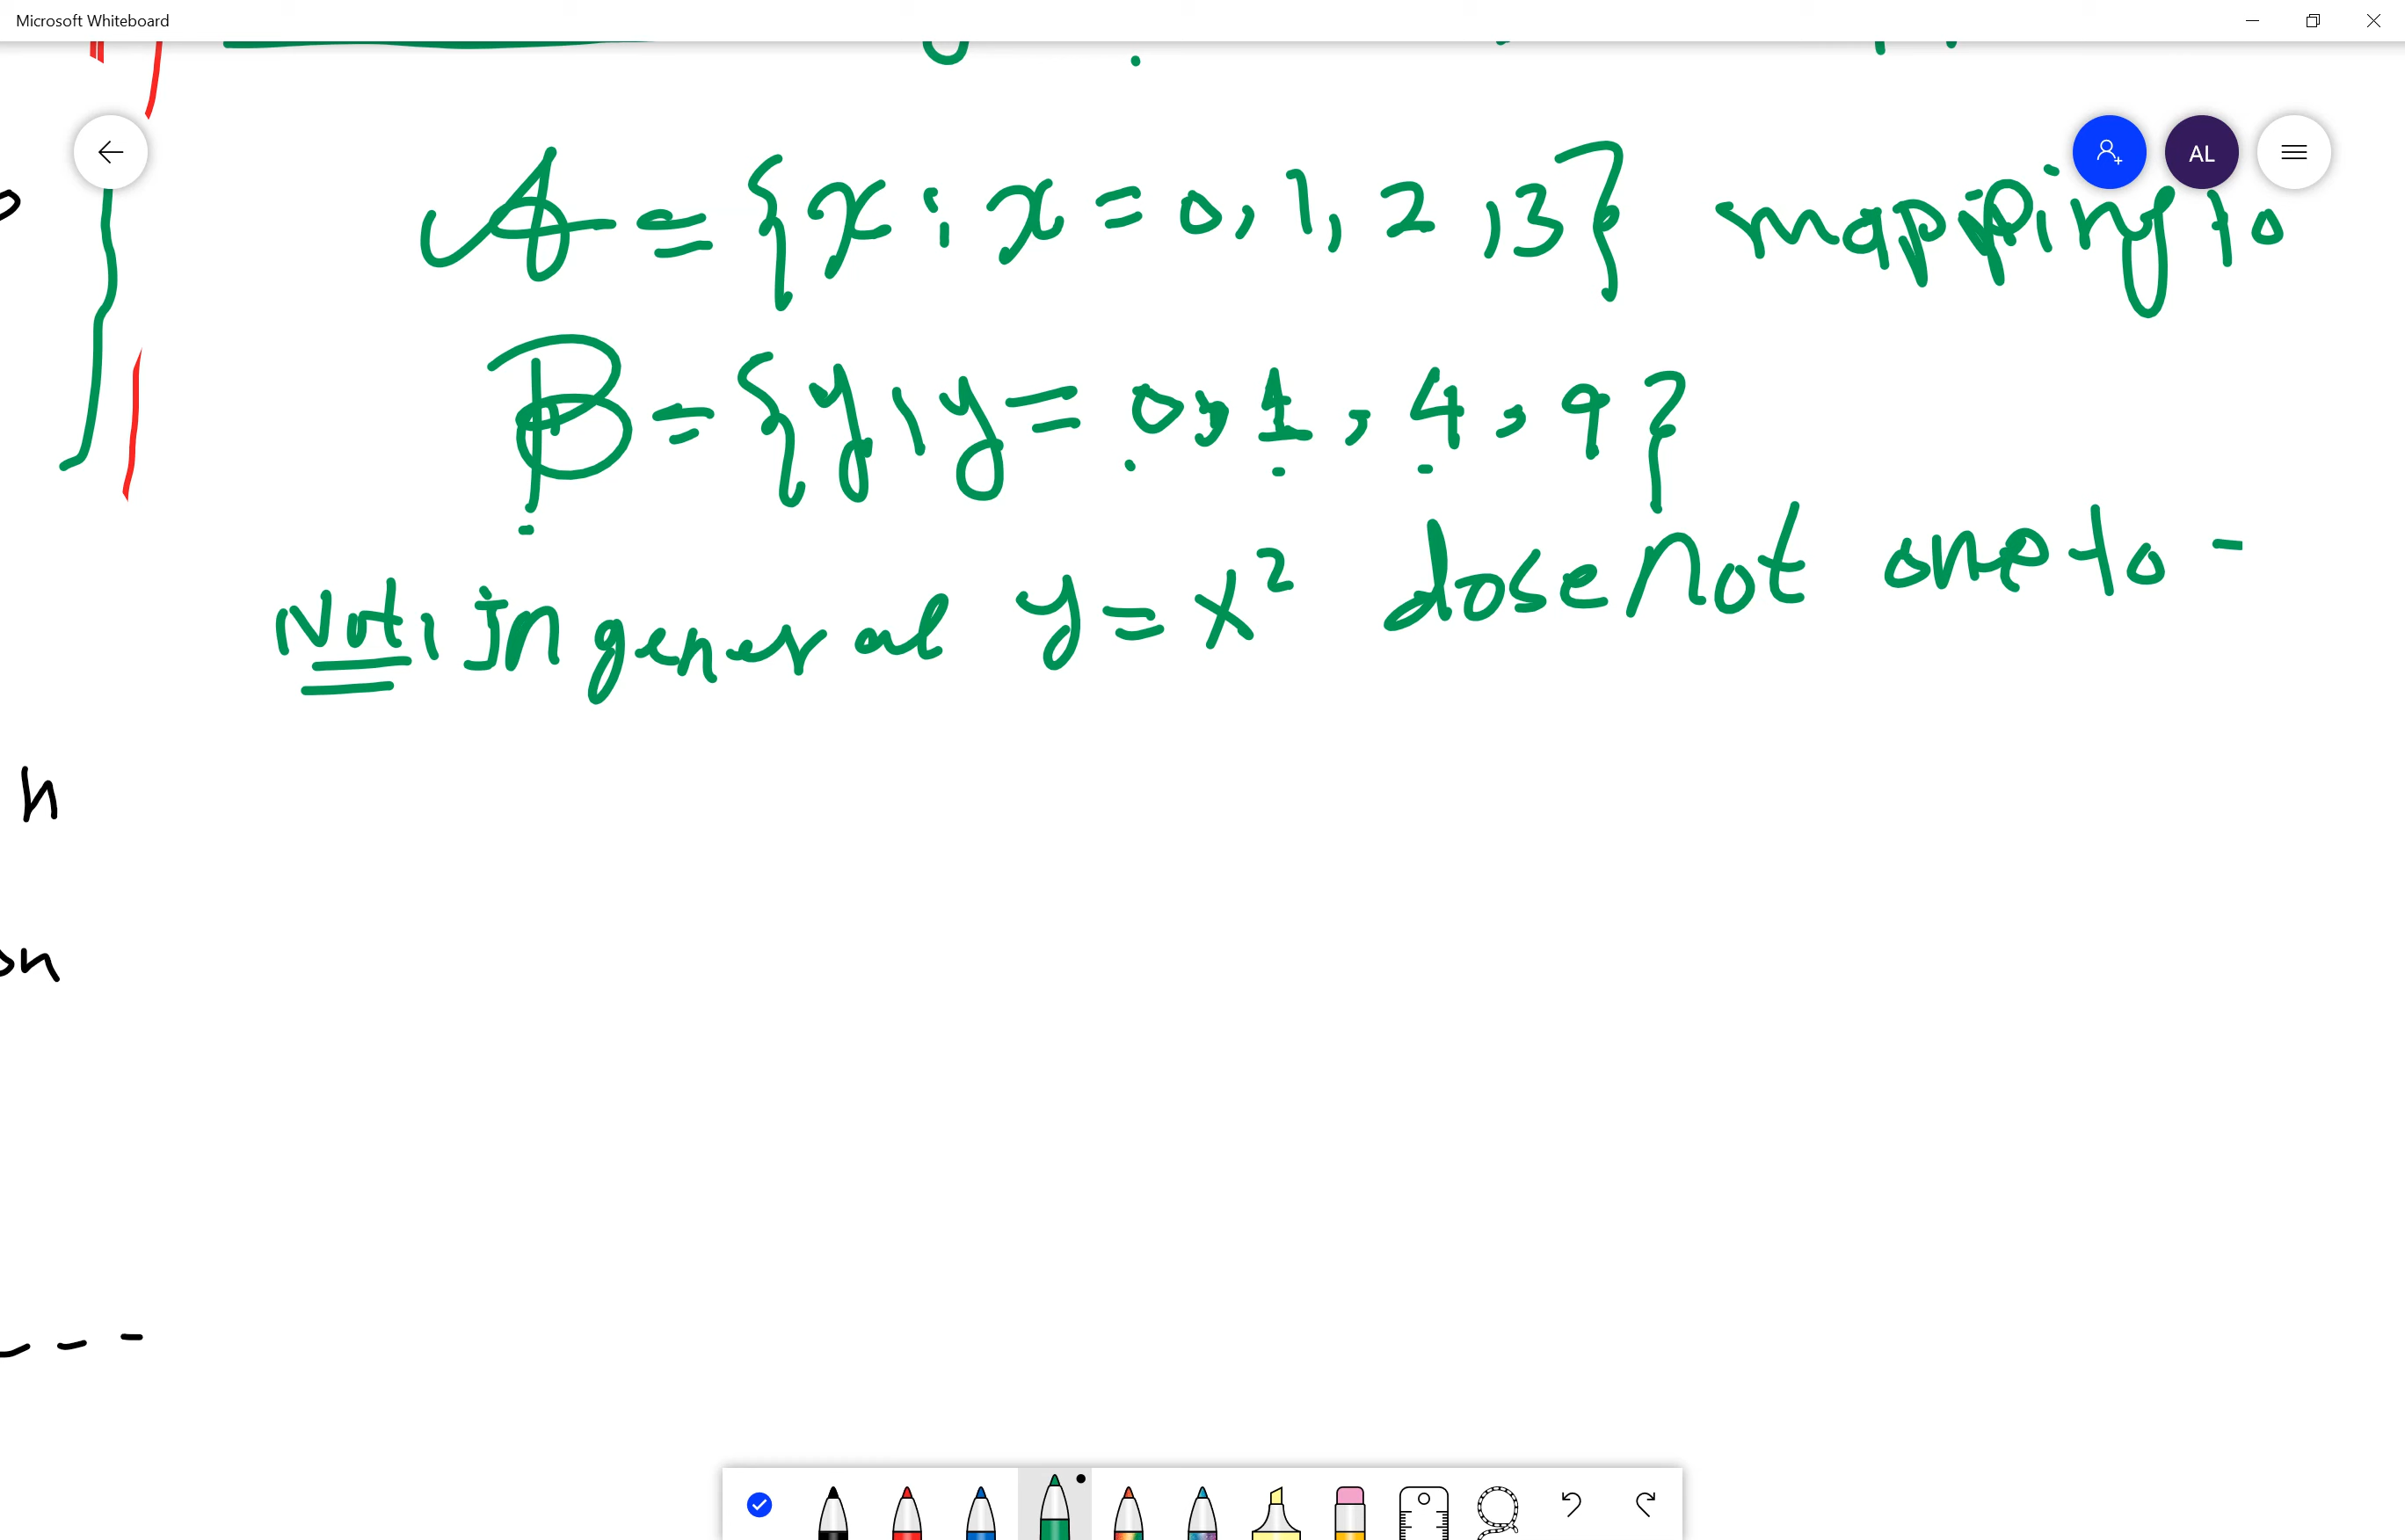 Microsoft Whiteboard
AL
A = {x : x = 0, 1, 2, 3} mapping to
B = {y, y = 0, 1, 4, 9}
Not: in general y = x² dose not one to -
h
on